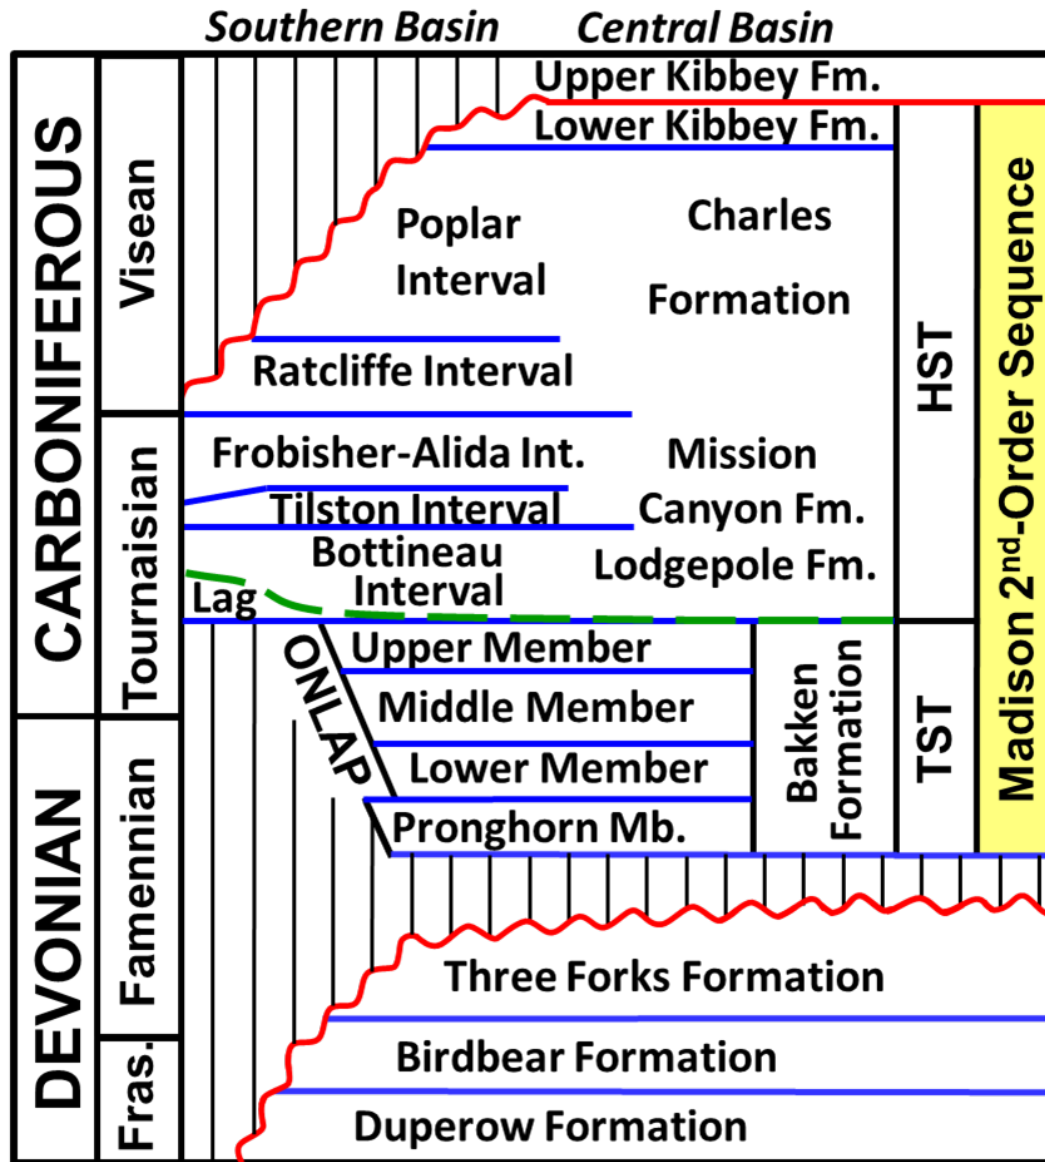 Southern Basin
Central Basin
CARBONIFEROUS
DEVONIAN
Visean
Tournaisian
Famennian
Fras.
Upper Kibbey Fm.
Lower Kibbey Fm.
Poplar
Interval
Charles
Formation
Ratcliffe Interval
Frobisher-Alida Int.
Mission
Canyon Fm.
Tilston Interval
Bottineau
Interval
Lodgepole Fm.
Lag
ONLAP
Upper Member
Middle Member
Lower Member
Pronghorn Mb.
Bakken
Formation
HST
TST
Madison 2nd-Order Sequence
Three Forks Formation
Birdbear Formation
Duperow Formation